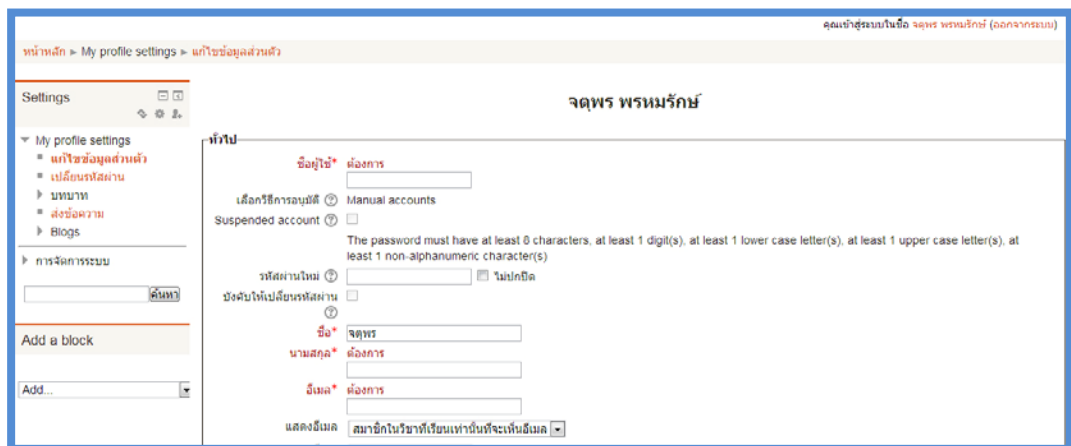 คุณเข้าสู่ระบบในชื่อ จตุพร พรหมรักษ์ (ออกจากระบบ)
หน้าหลัก ► My profile settings ► แก้ไขข้อมูลส่วนตัว
Settings
My profile settings
แก้ไขข้อมูลส่วนตัว
เปลี่ยนรหัสผ่าน
บทบาท
ส่งข้อความ
Blogs
การจัดการระบบ
ค้นหา
Add a block
Add...
จตุพร พรหมรักษ์
ทั่วไป
ชื่อผู้ใช้* ต้องการ
เลือกวิธีการอนุมัติ Manual accounts
Suspended account
The password must have at least 8 characters, at least 1 digit(s), at least 1 lower case letter(s), at least 1 upper case letter(s), at
least 1 non-alphanumeric character(s)
รหัสผ่านใหม่ ไม่ปกปิด
บังคับให้เปลี่ยนรหัสผ่าน
ชื่อ* จตุพร
นามสกุล* ต้องการ
อีเมล* ต้องการ
แสดงอีเมล สมาชิกในวิชาที่เรียนเท่านั้นที่จะเห็นอีเมล